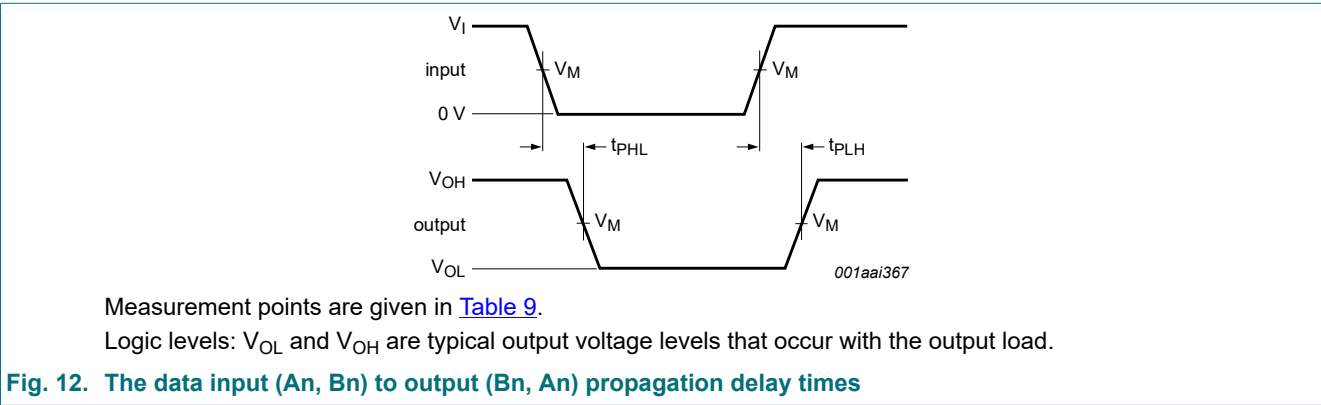 VI
input
VM
VM
0 V
tPHL
tPLH
VOH
output
VM
VM
VOL
001aai367
Measurement points are given in Table 9.
Logic levels: VOL and VOH are typical output voltage levels that occur with the output load.
Fig. 12. The data input (An, Bn) to output (Bn, An) propagation delay times